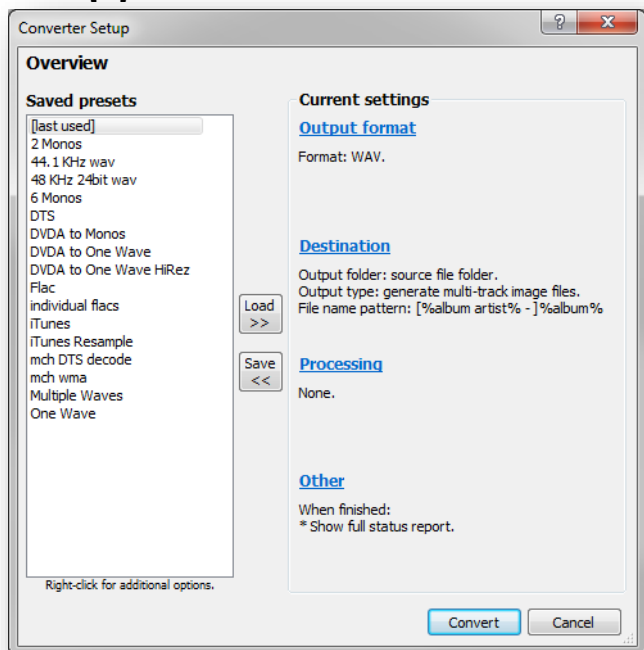 Converter Setup
Overview
Saved presets
[last used]
2 Monos
44.1 KHz wav
48 KHz 24bit wav
6 Monos
DTS
DVDA to Monos
DVDA to One Wave
DVDA to One Wave HiRez
Flac
individual flacs
iTunes
iTunes Resample
mch DTS decode
mch wma
Multiple Waves
One Wave
Right-click for additional options.
Load
>>
Save
<<
Current settings
Output format
Format: WAV.
Destination
Output folder: source file folder.
Output type: generate multi-track image files.
File name pattern: [%album artist% - ]%album%
Processing
None.
Other
When finished:
* Show full status report.
Convert
Cancel